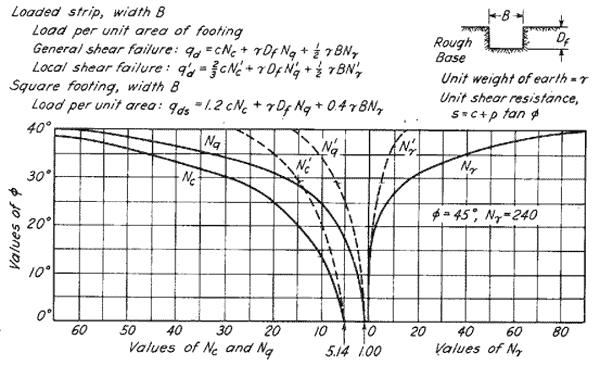 Loaded strip, width B
Load per unit area of footing
General shear failure: q_d = cN_c + γD_f N_q + ½ γBN_γ
Local shear failure: q'_d = ⅔ cN'_c + γD_f N'_q + ½ γBN'_γ
Square footing, width B
Load per unit area: q_ds = 1.2 cN_c + γD_f N_q + 0.4 γBN_γ
B
D_f
Rough
Base
Unit weight of earth = γ
Unit shear resistance,
s = c + p tan φ
40°
30°
20°
10°
0°
Values of φ
N_q
N_c
N'_c
N'_q
N'_γ
N_γ
φ = 45°, N_γ = 240
60 50 40 30 20 10 0 20 40 60 80
5.14 1.00
Values of N_c and N_q
Values of N_γ